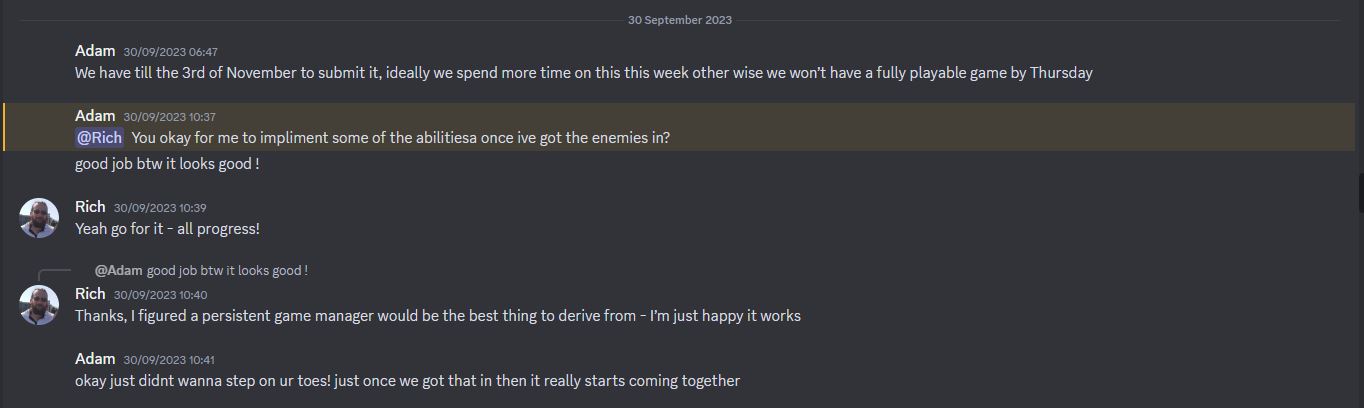 30 September 2023
Adam 30/09/2023 06:47
We have till the 3rd of November to submit it, ideally we spend more time on this this week other wise we won't have a fully playable game by Thursday
Adam 30/09/2023 10:37
@Rich You okay for me to impliment some of the abilitiesa once ive got the enemies in?
good job btw it looks good !
Rich 30/09/2023 10:39
Yeah go for it - all progress!
@Adam good job btw it looks good !
Rich 30/09/2023 10:40
Thanks, I figured a persistent game manager would be the best thing to derive from - I'm just happy it works
Adam 30/09/2023 10:41
okay just didnt wanna step on ur toes! just once we got that in then it really starts coming together